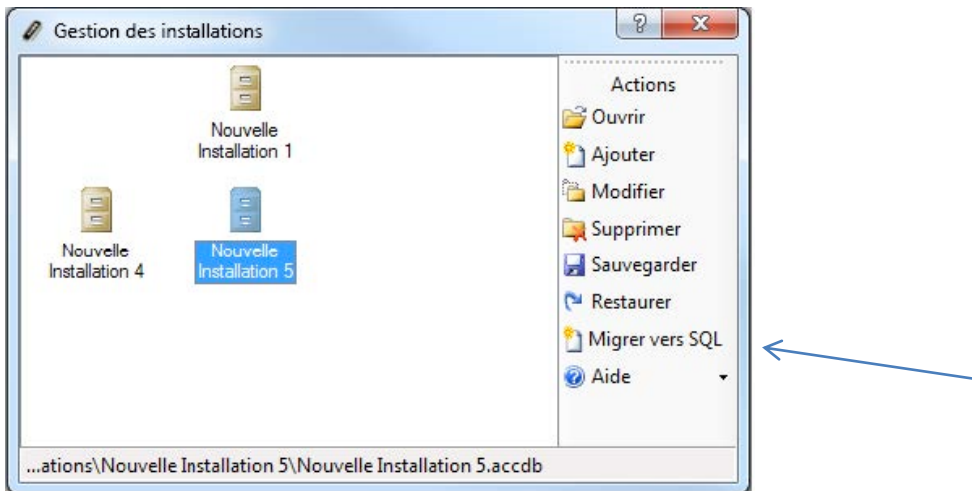 Gestion des installations
Nouvelle
Installation 1
Nouvelle
Installation 4
Nouvelle
Installation 5
Actions
Ouvrir
Ajouter
Modifier
Supprimer
Sauvegarder
Restaurer
Migrer vers SQL
Aide
...ations\Nouvelle Installation 5\Nouvelle Installation 5.accdb